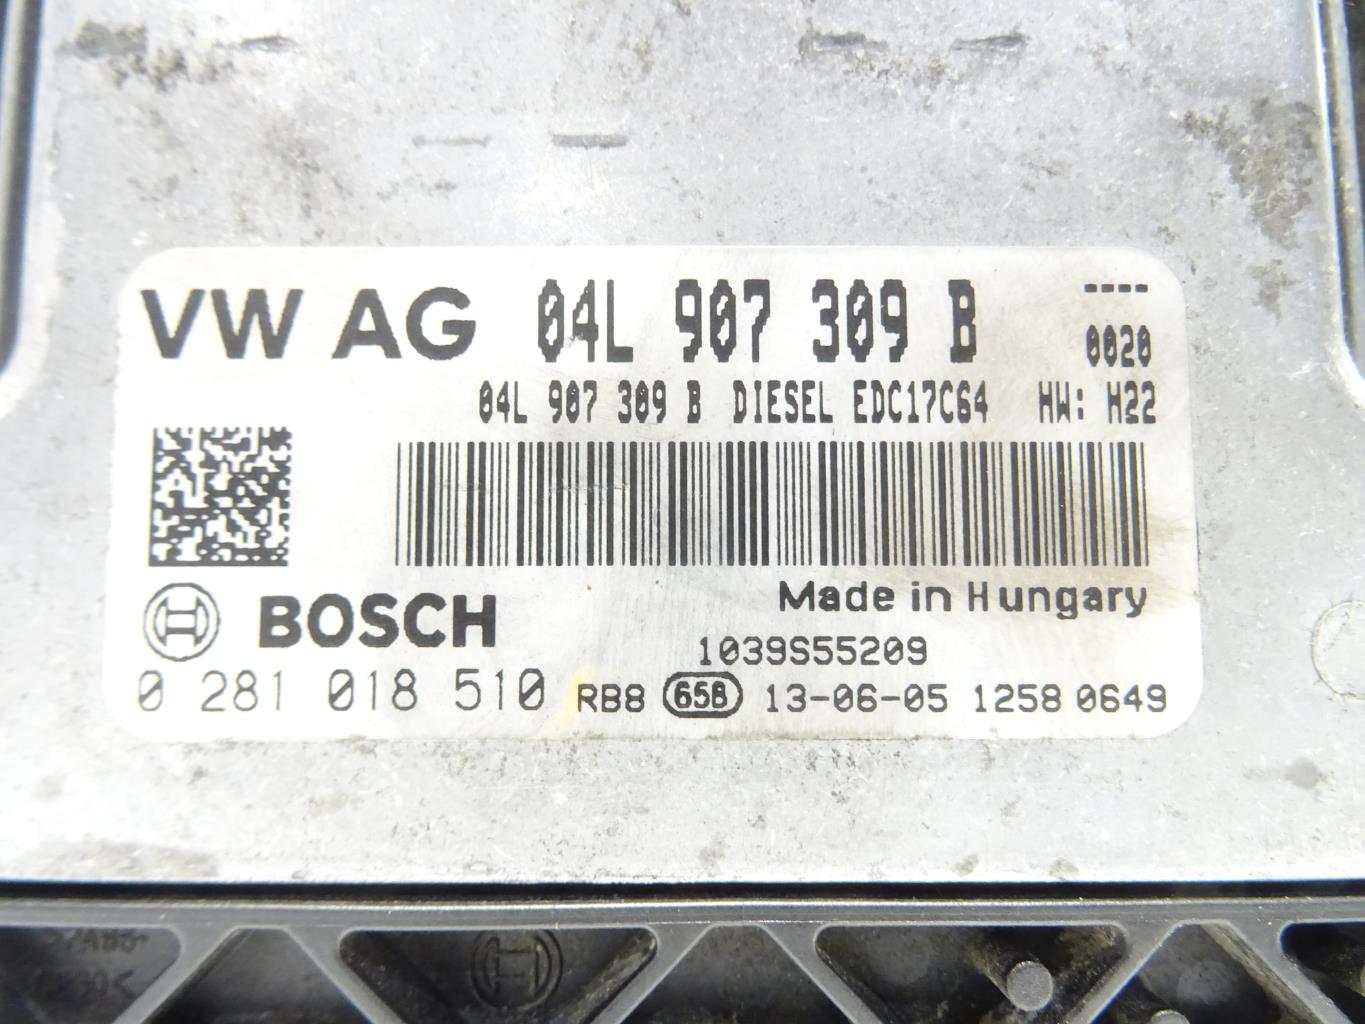 VW AG 04L 907 309 B ----
0020
04L 907 309 B DIESEL EDC17C64 HW: H22
BOSCH
Made in Hungary
1039S55209
0 281 018 510 RB8 65B 13-06-05 1258 0649